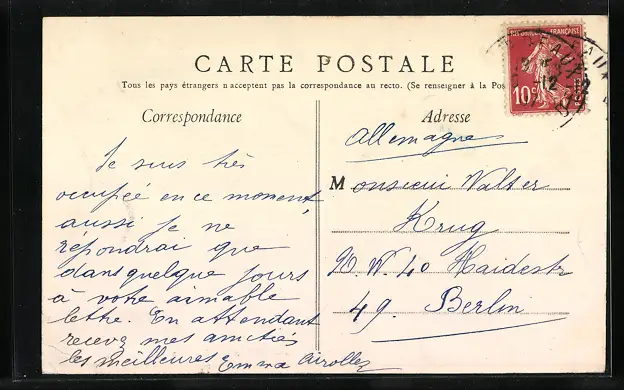 CARTE POSTALE
Tous les pays étrangers n'acceptent pas la correspondance au recto. (Se renseigner à la Pos
Correspondance
Adresse
10c
Je suis très
occupée en ce moment
aussi je ne
répondrai que
dans quelque jours
à votre aimable
lettre. En attendant
recevez mes amitiés
les meilleures Emma
Allemagne
Monsieur Walter
Krug
N.W. 40 Haidestr
49. Berlin